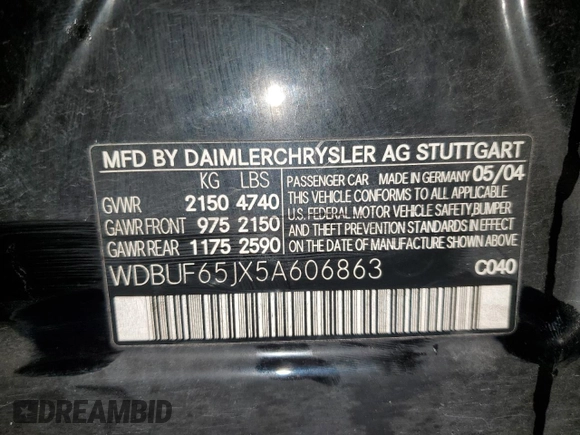 MFD BY DAIMLERCHRYSLER AG STUTTGART
KG LBS
GVWR 2150 4740
GAWR FRONT 975 2150
GAWR REAR 1175 2590
PASSENGER CAR MADE IN GERMANY 05/04
THIS VEHICLE CONFORMS TO ALL APPLICABLE
U.S. FEDERAL MOTOR VEHICLE SAFETY,BUMPER
AND THEFT PREVENTION STANDARDS IN EFFECT
ON THE DATE OF MANUFACTURE SHOWN ABOVE
WDBUF65JX5A606863 C040
DREAMBID